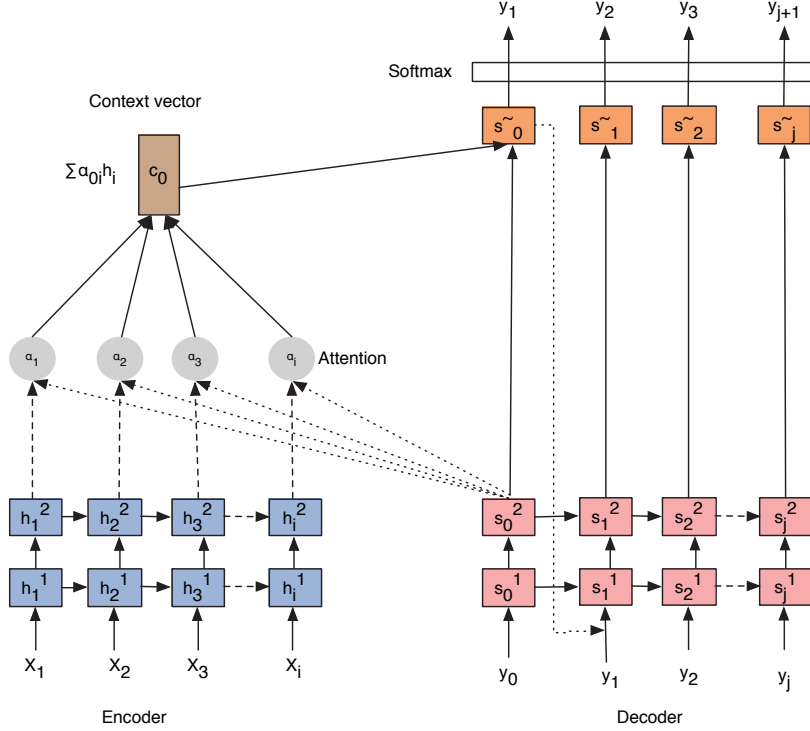 y1 y2 y3 yj+1
Softmax
Context vector
s~0 s~1 s~2 s~j
∑α0ihi c0
α1 α2 α3 αi Attention
h1^2 h2^2 h3^2 hi^2 s0^2 s1^2 s2^2 sj^2
h1^1 h2^1 h3^1 hi^1 s0^1 s1^1 s2^1 sj^1
X1 X2 X3 Xi y0 y1 y2 yj
Encoder Decoder